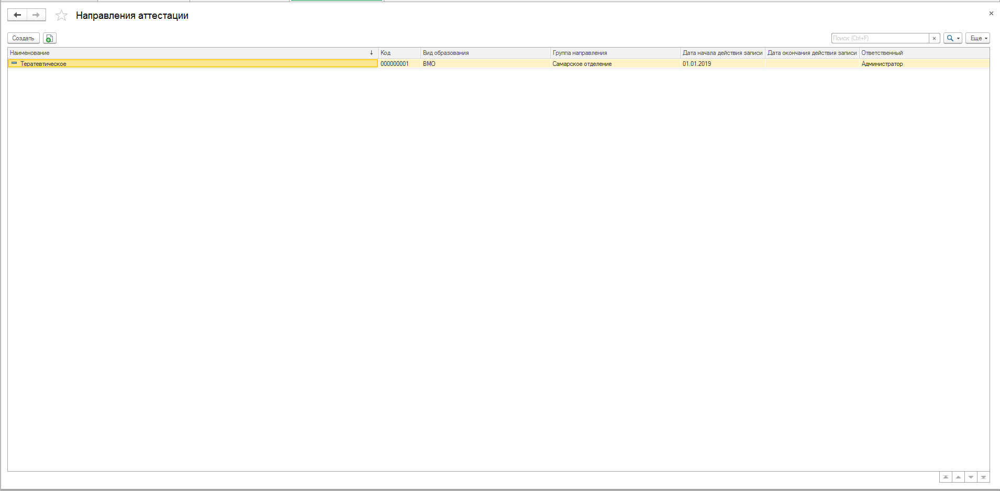 Направления аттестации
Создать Поиск (Ctrl+F) Еще
Наименование Код Вид образования Группа направления Дата начала действия записи Дата окончания действия записи Ответственный
Тератевтическое 000000001 ВМО Самарское отделение 01.01.2019 Администратор